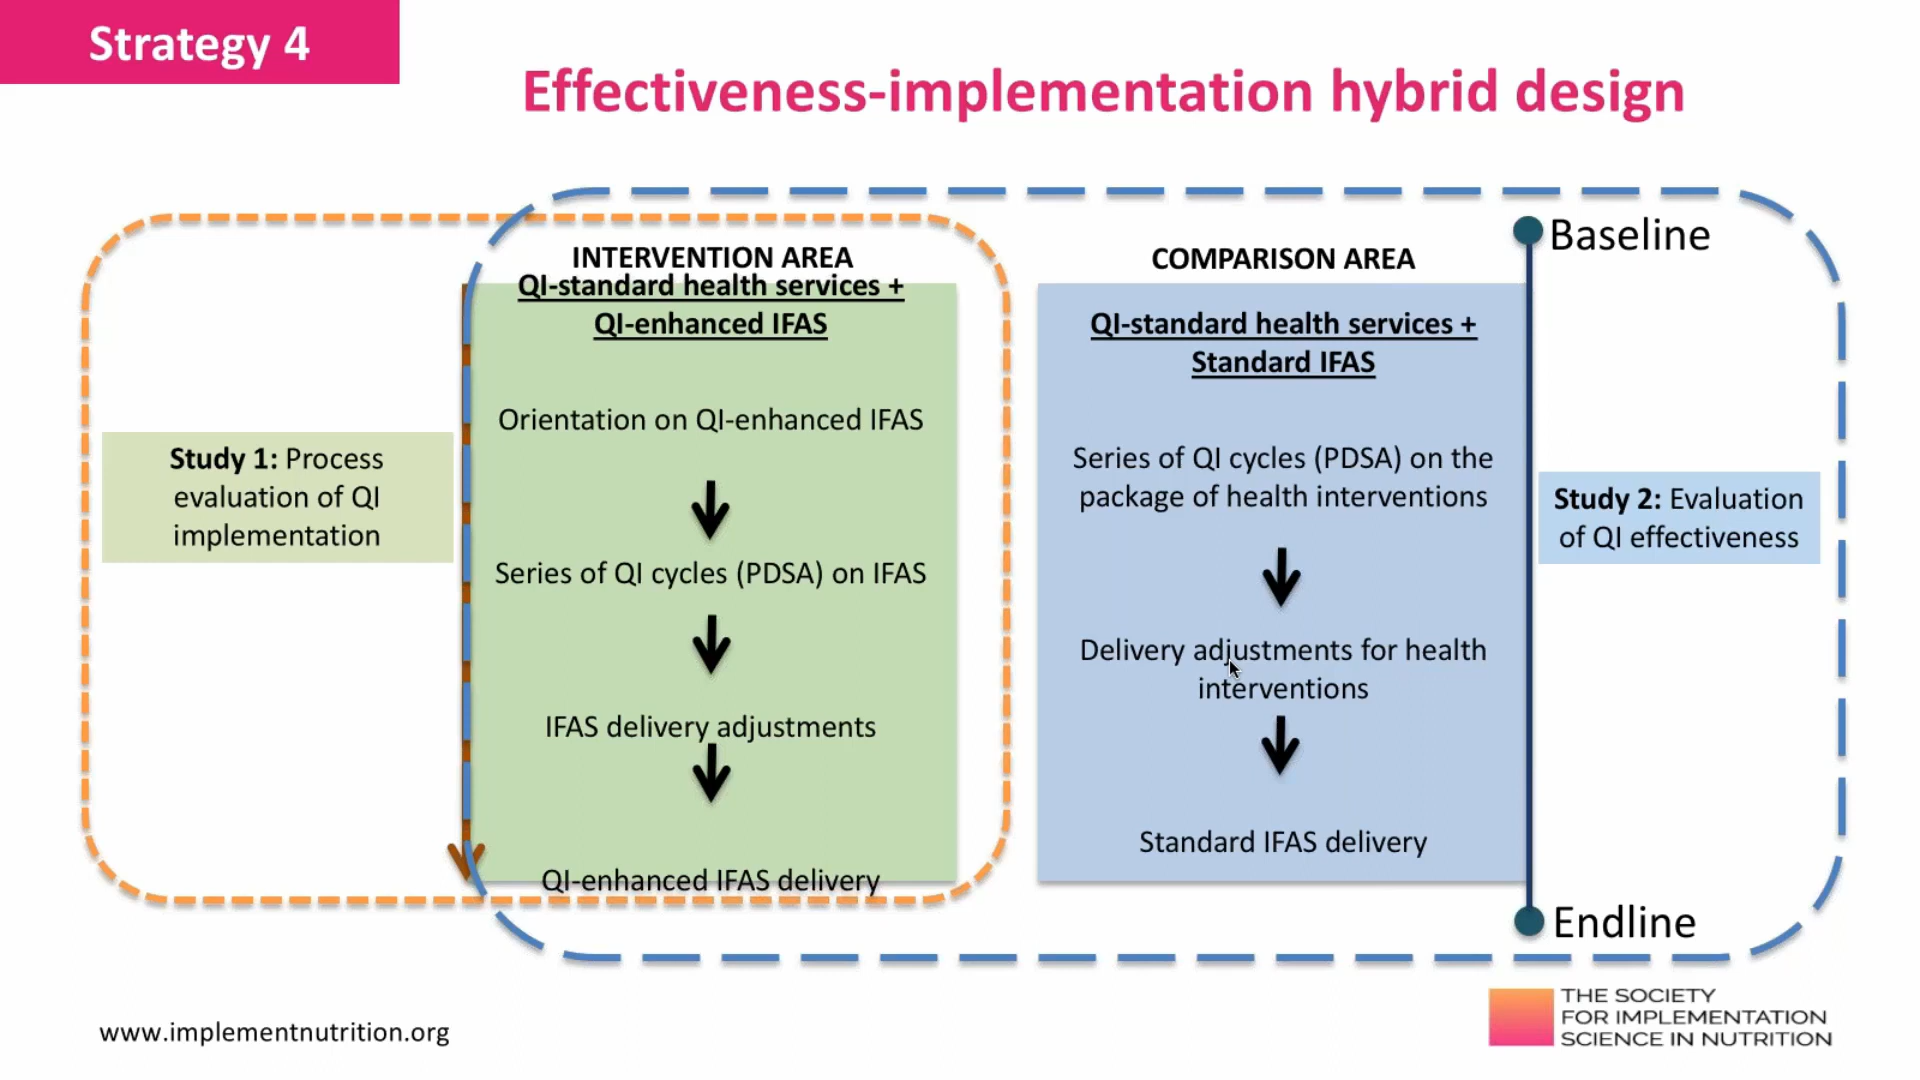 Strategy 4
Effectiveness-implementation hybrid design
INTERVENTION AREA
QI-standard health services +
QI-enhanced IFAS
Orientation on QI-enhanced IFAS
Series of QI cycles (PDSA) on IFAS
IFAS delivery adjustments
QI-enhanced IFAS delivery
COMPARISON AREA
QI-standard health services +
Standard IFAS
Series of QI cycles (PDSA) on the
package of health interventions
Delivery adjustments for health
interventions
Standard IFAS delivery
Study 1: Process
evaluation of QI
implementation
Baseline
Study 2: Evaluation
of QI effectiveness
Endline
www.implementnutrition.org
THE SOCIETY
FOR IMPLEMENTATION
SCIENCE IN NUTRITION